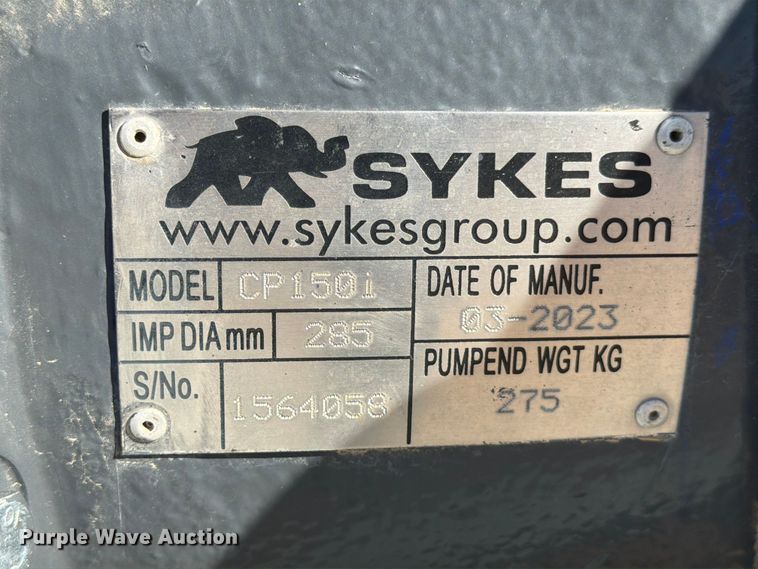 SYKES
www.sykesgroup.com
MODEL CP150i
DATE OF MANUF.
03-2023
IMP DIA mm 285
PUMPEND WGT KG
275
S/No. 1564058
Purple Wave Auction